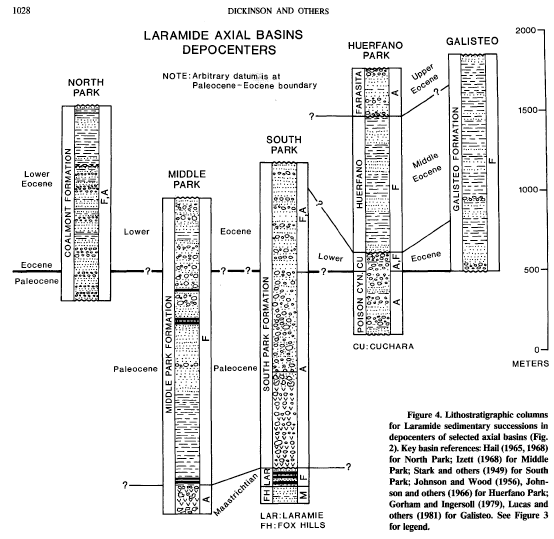 1028
DICKINSON AND OTHERS
LARAMIDE AXIAL BASINS
DEPOCENTERS
NOTE: Arbitrary datum is at
Paleocene-Eocene boundary
NORTH
PARK
COALMONT FORMATION
F,A
Lower
Eocene
Eocene
Paleocene
MIDDLE
PARK
MIDDLE PARK FORMATION
F
A
Lower
Eocene
?
?
?
?
Paleocene
Paleocene
?
Maastrichtian
?
SOUTH
PARK
SOUTH PARK FORMATION
F,A
A
LAR
F
FH
M
LAR: LARAMIE
FH: FOX HILLS
?
?
Lower
Eocene
HUERFANO
PARK
FARASITA
A
HUERFANO
F
CU
A,F
POISON CYN.
A
CU: CUCHARA
Upper
Eocene
?
Middle
Eocene
GALISTEO
GALISTEO FORMATION
F
2000
1500
1000
500
0
METERS
Figure 4. Lithostratigraphic columns
for Laramide sedimentary successions in
depocenters of selected axial basins (Fig.
2). Key basin references: Hail (1965, 1968)
for North Park; Izett (1968) for Middle
Park; Stark and others (1949) for South
Park; Johnson and Wood (1956), John-
son and others (1966) for Huerfano Park;
Gorham and Ingersoll (1979), Lucas and
others (1981) for Galisteo. See Figure 3
for legend.